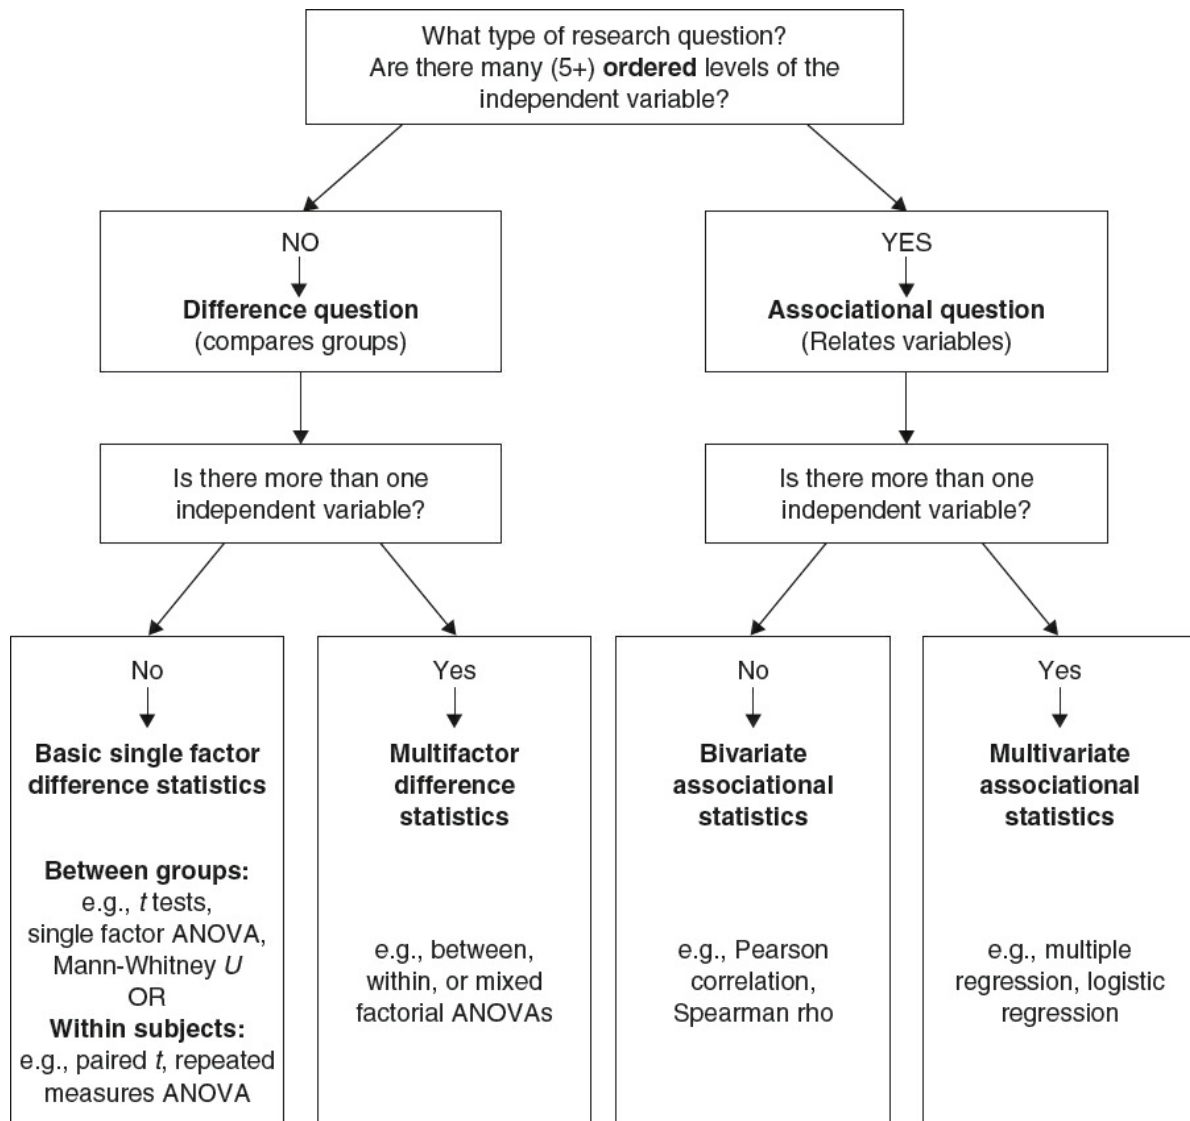 What type of research question?
Are there many (5+) ordered levels of the
independent variable?
NO
Difference question
(compares groups)
YES
Associational question
(Relates variables)
Is there more than one
independent variable?
Is there more than one
independent variable?
No
Basic single factor
difference statistics
Between groups:
e.g., t tests,
single factor ANOVA,
Mann-Whitney U
OR
Within subjects:
e.g., paired t, repeated
measures ANOVA
Yes
Multifactor
difference
statistics
e.g., between,
within, or mixed
factorial ANOVAs
No
Bivariate
associational
statistics
e.g., Pearson
correlation,
Spearman rho
Yes
Multivariate
associational
statistics
e.g., multiple
regression, logistic
regression